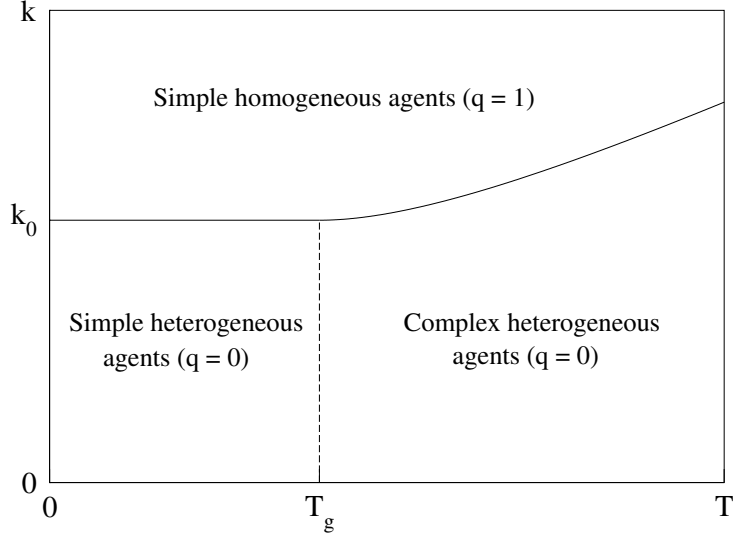 k
Simple homogeneous agents (q = 1)
k0
Simple heterogeneous
agents (q = 0)
Complex heterogeneous
agents (q = 0)
0
0
Tg
T